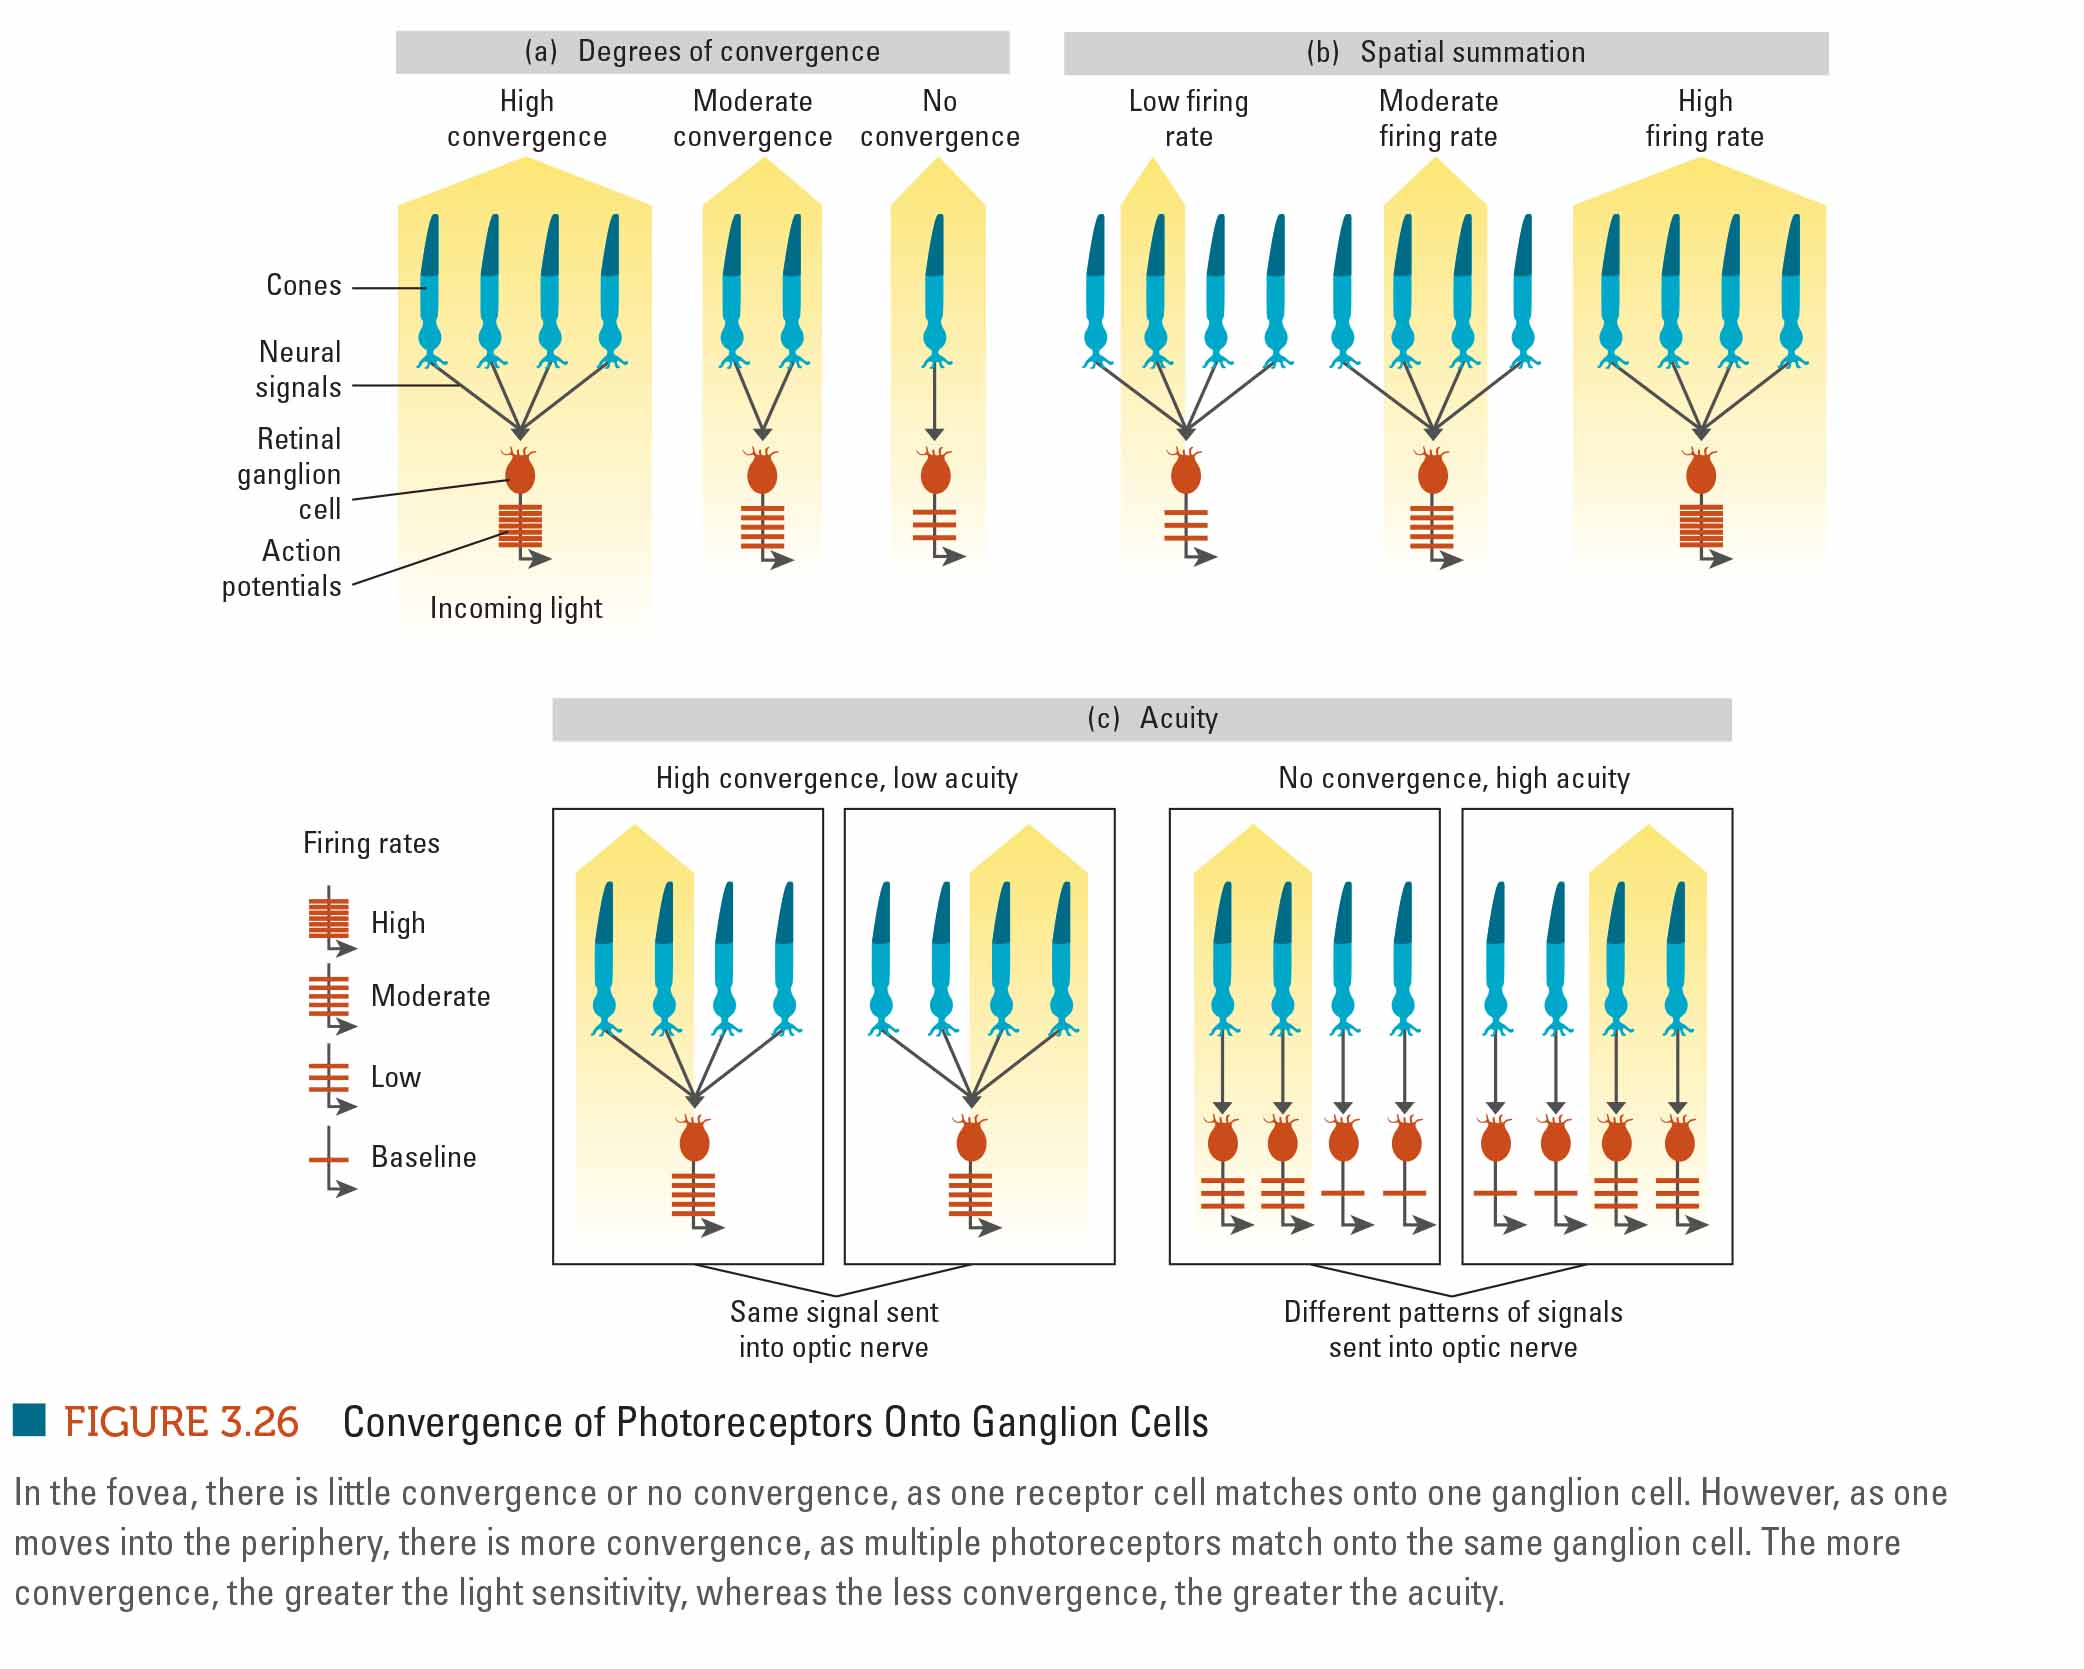 (a) Degrees of convergence
(b) Spatial summation
High
convergence
Moderate
convergence
No
convergence
Low firing
rate
Moderate
firing rate
High
firing rate
Cones
Neural
signals
Retinal
ganglion
cell
Action
potentials
Incoming light
(c) Acuity
High convergence, low acuity
No convergence, high acuity
Firing rates
High
Moderate
Low
Baseline
Same signal sent
into optic nerve
Different patterns of signals
sent into optic nerve
FIGURE 3.26 Convergence of Photoreceptors Onto Ganglion Cells
In the fovea, there is little convergence or no convergence, as one receptor cell matches onto one ganglion cell. However, as one
moves into the periphery, there is more convergence, as multiple photoreceptors match onto the same ganglion cell. The more
convergence, the greater the light sensitivity, whereas the less convergence, the greater the acuity.